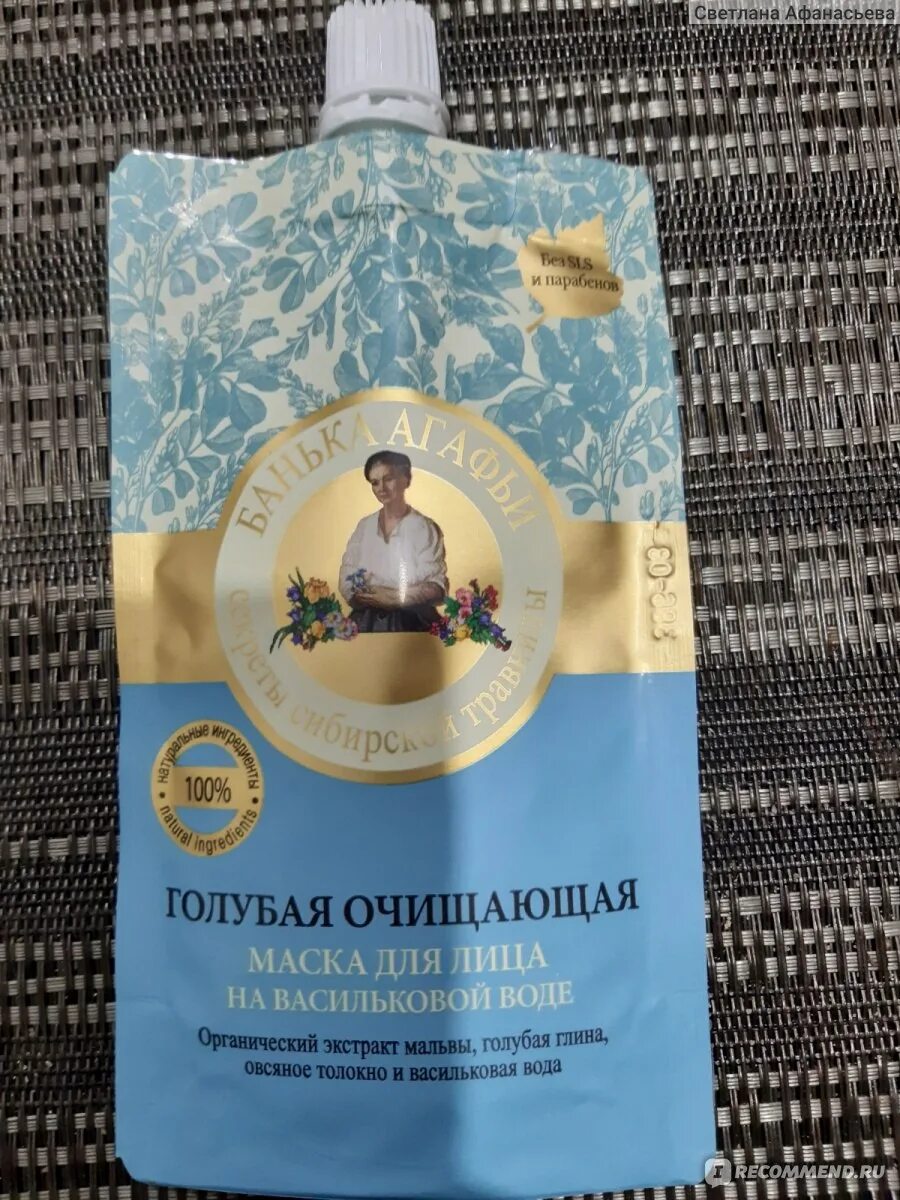 Светлана Афанасьева
Без SLS
и парабенов
БАНЬКА АГАФЬИ
секреты сибирской травницы
натуральные ингредиенты
100%
natural ingredients
ГОЛУБАЯ ОЧИЩАЮЩАЯ
МАСКА ДЛЯ ЛИЦА
НА ВАСИЛЬКОВОЙ ВОДЕ
Органический экстракт мальвы, голубая глина,
овсяное толокно и васильковая вода
IRECOMMEND.RU